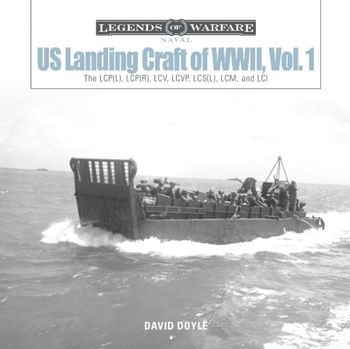 LEGENDS OF WARFARE
NAVAL
US Landing Craft of WWII, Vol. 1
The LCP(L), LCP(R), LCV, LCVP, LCS(L), LCM, and LCI
DAVID DOYLE